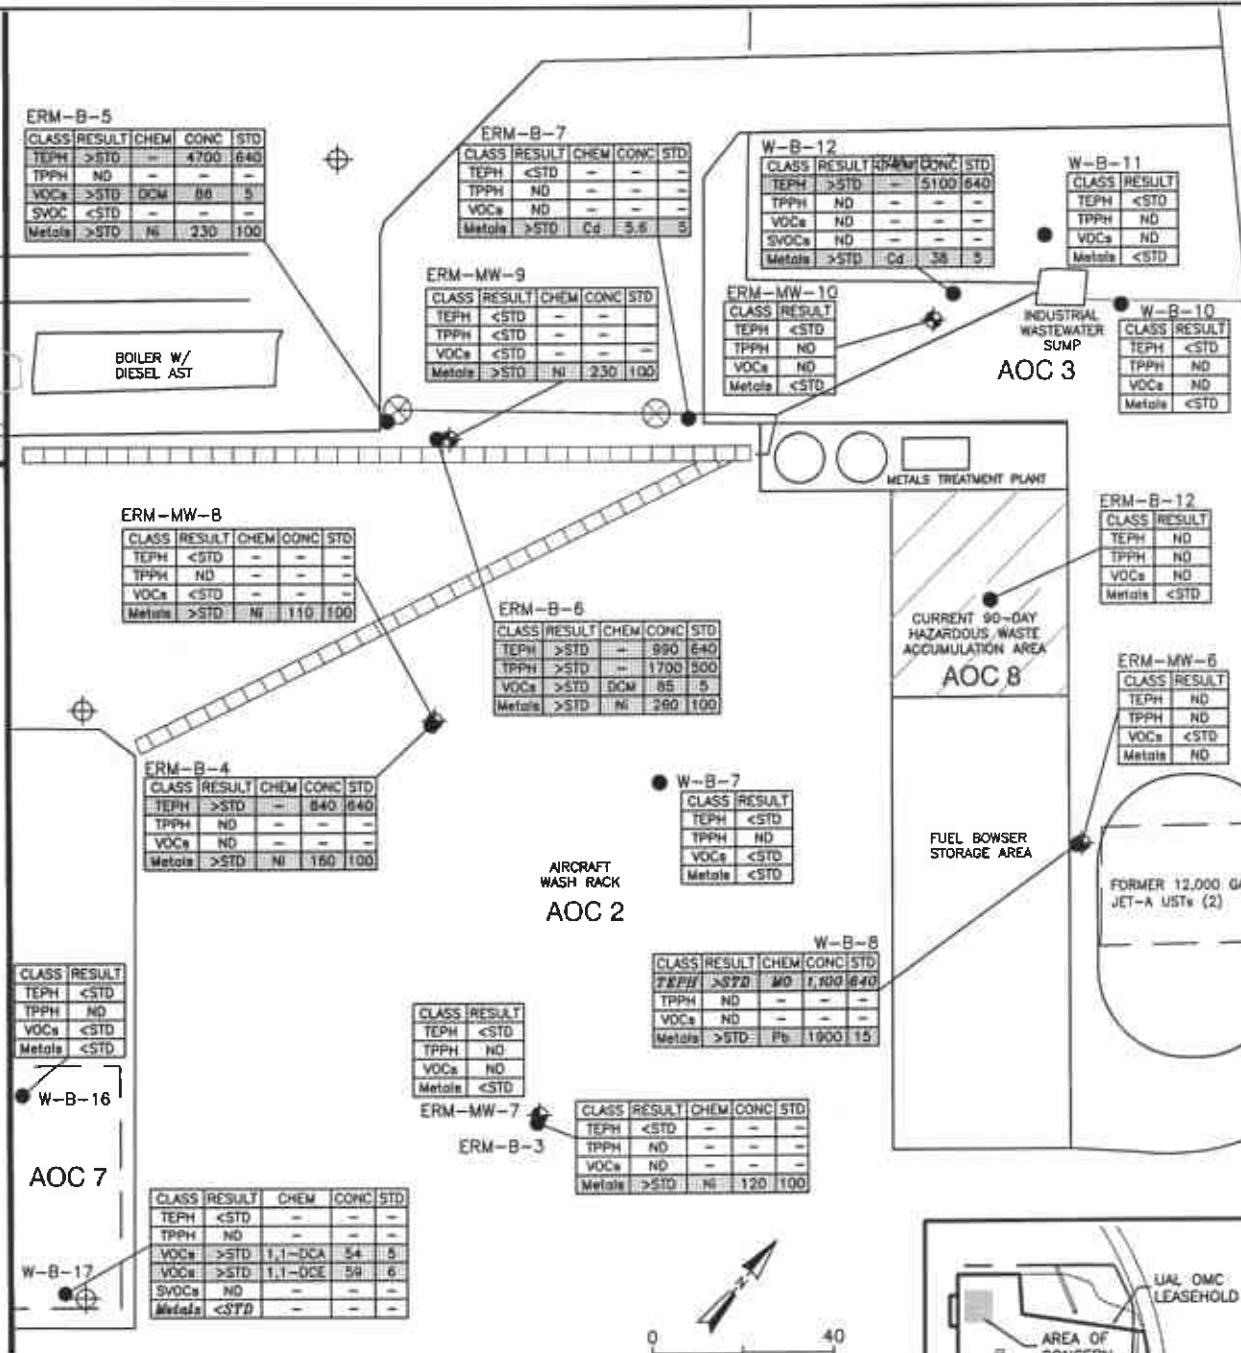 ERM-B-5
CLASS RESULT CHEM CONC STD
TEPH >STD - 4700 640
TPPH ND - - -
VOCs >STD DCM 86 5
SVOC <STD - - -
Metals >STD Ni 230 100
ERM-B-7
CLASS RESULT CHEM CONC STD
TEPH <STD - - -
TPPH ND - - -
VOCs ND - - -
Metals >STD Cd 5.6 5
W-B-12
CLASS RESULT CONC STD
TEPH >STD - 5100 640
TPPH ND - - -
VOCs ND - - -
SVOCs ND - - -
Metals >STD Cd 38 5
W-B-11
CLASS RESULT
TEPH <STD
TPPH ND
VOCs ND
Metals <STD
ERM-MW-9
CLASS RESULT CHEM CONC STD
TEPH <STD - -
TPPH <STD - -
VOCs <STD - - -
Metals >STD Ni 230 100
ERM-MW-10
CLASS RESULT
TEPH <STD
TPPH ND
VOCs ND
Metals <STD
INDUSTRIAL
WASTEWATER
SUMP
AOC 3
W-B-10
CLASS RESULT
TEPH <STD
TPPH ND
VOCs ND
Metals <STD
BOILER W/
DIESEL AST
METALS TREATMENT PLANT
ERM-MW-8
CLASS RESULT CHEM CONC STD
TEPH <STD - - -
TPPH ND - - -
VOCs <STD - - -
Metals >STD Ni 110 100
ERM-B-12
CLASS RESULT
TEPH ND
TPPH ND
VOCs ND
Metals <STD
ERM-B-6
CLASS RESULT CHEM CONC STD
TEPH >STD - 990 640
TPPH >STD - 1700 500
VOCs >STD DCM 85 5
Metals >STD Ni 260 100
CURRENT 90-DAY
HAZARDOUS WASTE
ACCUMULATION AREA
AOC 8
ERM-MW-6
CLASS RESULT
TEPH ND
TPPH ND
VOCs <STD
Metals ND
ERM-B-4
CLASS RESULT CHEM CONC STD
TEPH >STD - 840 640
TPPH ND - - -
VOCs ND - - -
Metals >STD Ni 160 100
W-B-7
CLASS RESULT
TEPH <STD
TPPH ND
VOCs <STD
Metals <STD
FUEL BOWSER
STORAGE AREA
AIRCRAFT
WASH RACK
AOC 2
FORMER 12,000 GA
JET-A USTs (2)
W-B-8
CLASS RESULT CHEM CONC STD
TEPH >STD MO 1,100 640
TPPH ND - - -
VOCs ND - - -
Metals >STD Pb 1900 15
CLASS RESULT
TEPH <STD
TPPH ND
VOCs <STD
Metals <STD
W-B-16
AOC 7
CLASS RESULT
TEPH <STD
TPPH ND
VOCs ND
Metals <STD
ERM-MW-7
ERM-B-3
CLASS RESULT CHEM CONC STD
TEPH <STD - - -
TPPH ND - - -
VOCs ND - - -
Metals >STD Ni 120 100
CLASS RESULT CHEM CONC STD
TEPH <STD - - -
TPPH ND - - -
VOCs >STD 1,1-DCA 54 5
VOCs >STD 1,1-DCE 59 6
SVOCs ND - - -
Metals <STD - - -
W-B-17
N
0 40
UAL OMC
LEASEHOLD
AREA OF
CONCERN